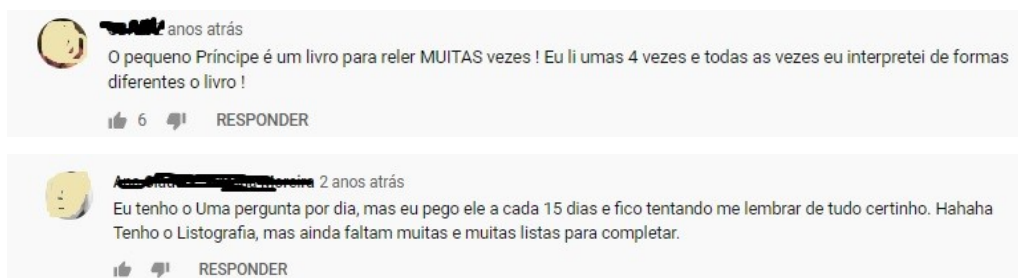 anos atrás
O pequeno Príncipe é um livro para reler MUITAS vezes ! Eu li umas 4 vezes e todas as vezes eu interpretei de formas
diferentes o livro !
6 RESPONDER
2 anos atrás
Eu tenho o Uma pergunta por dia, mas eu pego ele a cada 15 dias e fico tentando me lembrar de tudo certinho. Hahaha
Tenho o Listografia, mas ainda faltam muitas e muitas listas para completar.
RESPONDER